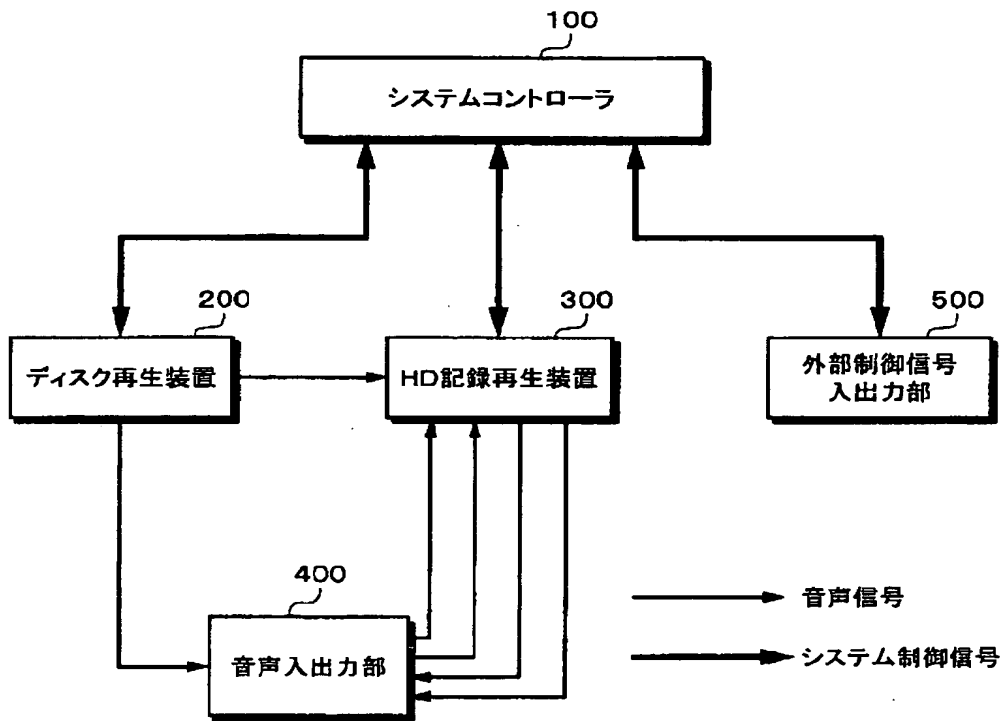 100
システムコントローラ
200
ディスク再生装置
300
HD記録再生装置
500
外部制御信号
入出力部
400
音声入出力部
音声信号
システム制御信号